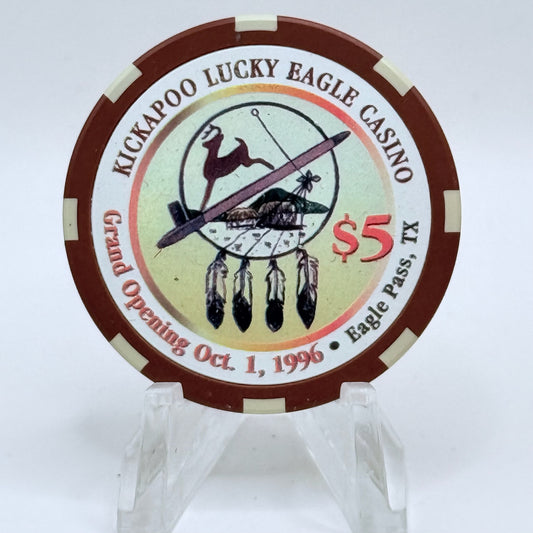 KICKAPOO LUCKY EAGLE CASINO
$5
Grand Opening Oct. 1, 1996 • Eagle Pass, TX